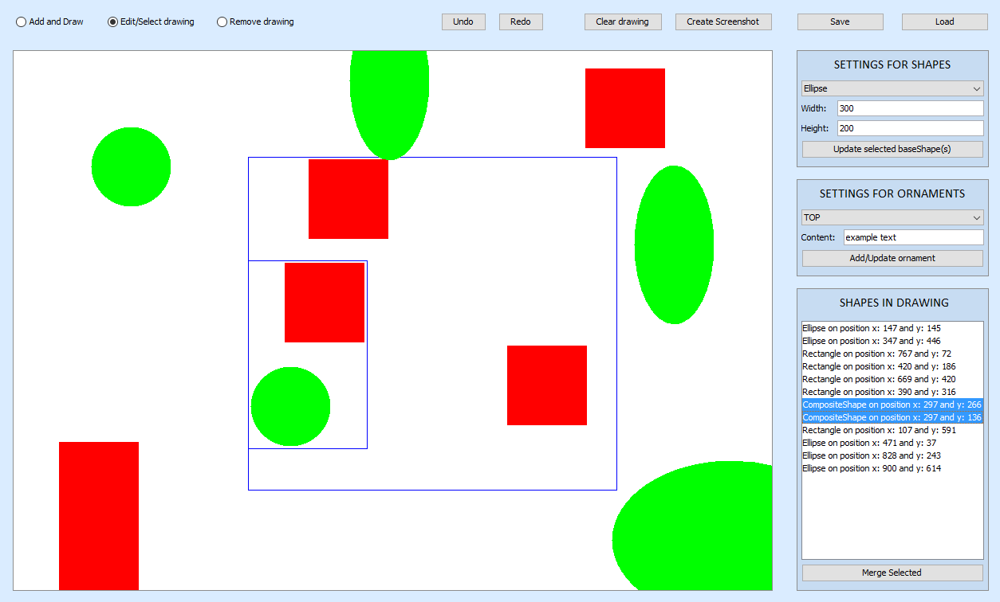 Add and Draw
Edit/Select drawing
Remove drawing
Undo
Redo
Clear drawing
Create Screenshot
Save
Load
SETTINGS FOR SHAPES
Ellipse
Width: 300
Height: 200
Update selected baseShape(s)
SETTINGS FOR ORNAMENTS
TOP
Content: example text
Add/Update ornament
SHAPES IN DRAWING
Ellipse on position x: 147 and y: 145
Ellipse on position x: 347 and y: 446
Rectangle on position x: 767 and y: 72
Rectangle on position x: 420 and y: 186
Rectangle on position x: 669 and y: 420
Rectangle on position x: 390 and y: 316
CompositeShape on position x: 297 and y: 266
CompositeShape on position x: 297 and y: 136
Rectangle on position x: 107 and y: 591
Ellipse on position x: 471 and y: 37
Ellipse on position x: 828 and y: 243
Ellipse on position x: 900 and y: 614
Merge Selected